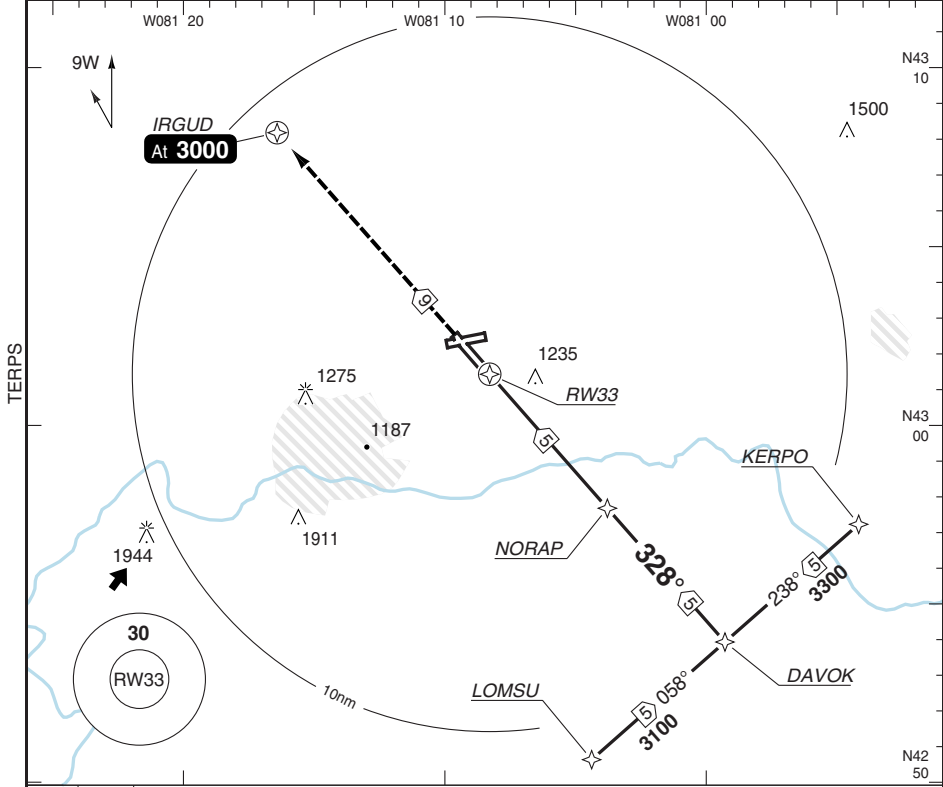 W081 20
W081 10
W081 00
N43
10
9W
IRGUD
At 3000
1500
TERPS
9
1235
1275
RW33
1187
5
N43
00
KERPO
1911
NORAP
1944
328°
5
238°
5
3300
30
RW33
10nm
LOMSU
058°
5
3100
DAVOK
N42
50